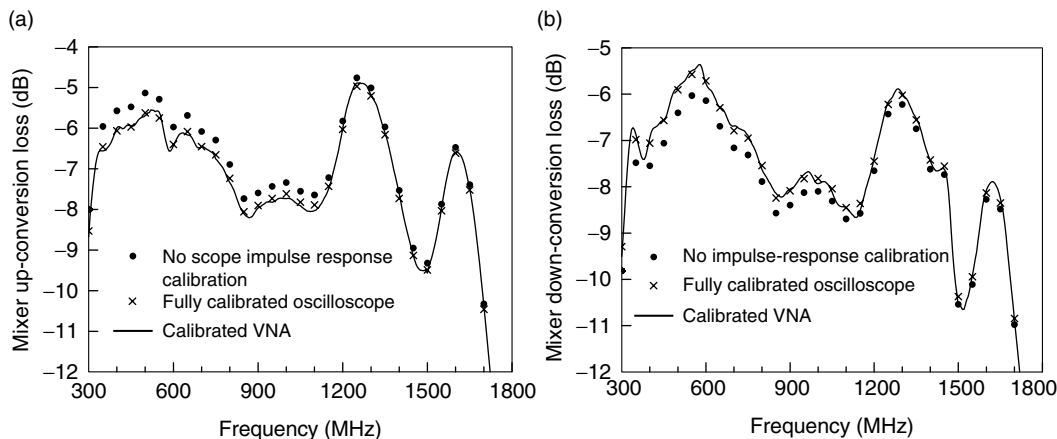 (a)
Mixer up-conversion loss (dB)
−4
−5
−6
−7
−8
−9
−10
−11
−12
No scope impulse response
calibration
Fully calibrated oscilloscope
Calibrated VNA
300 600 900 1200 1500 1800
Frequency (MHz)
(b)
Mixer down-conversion loss (dB)
−5
−6
−7
−8
−9
−10
−11
−12
No impulse-response calibration
Fully calibrated oscilloscope
Calibrated VNA
300 600 900 1200 1500 1800
Frequency (MHz)